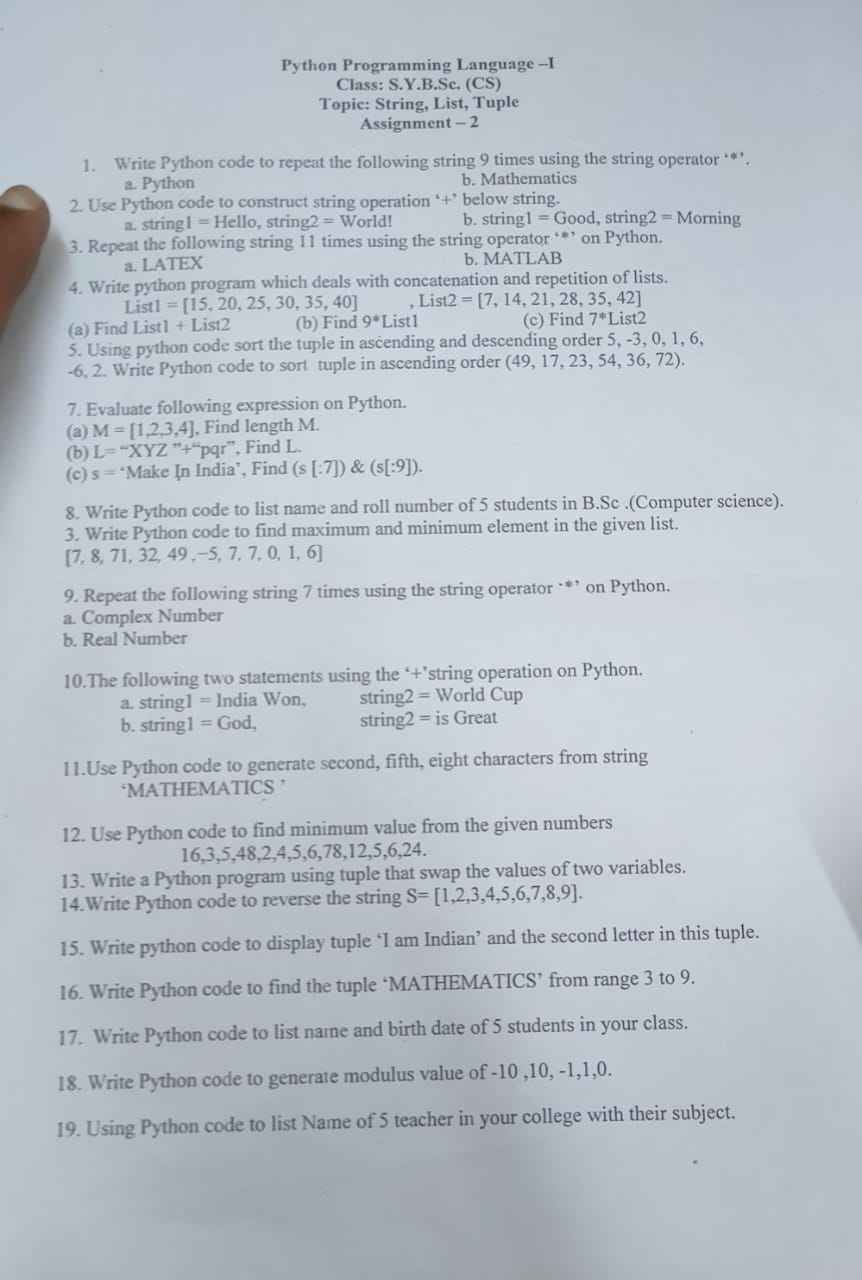 Python Programming Language –I
Class: S.Y.B.Sc. (CS)
Topic: String, List, Tuple
Assignment – 2
1. Write Python code to repeat the following string 9 times using the string operator ‘*’.
a. Python b. Mathematics
2. Use Python code to construct string operation ‘+’ below string.
a. string1 = Hello, string2 = World! b. string1 = Good, string2 = Morning
3. Repeat the following string 11 times using the string operator ‘*’ on Python.
a. LATEX b. MATLAB
4. Write python program which deals with concatenation and repetition of lists.
List1 = [15, 20, 25, 30, 35, 40] , List2 = [7, 14, 21, 28, 35, 42]
(a) Find List1 + List2 (b) Find 9*List1 (c) Find 7*List2
5. Using python code sort the tuple in ascending and descending order 5, -3, 0, 1, 6,
-6, 2. Write Python code to sort tuple in ascending order (49, 17, 23, 54, 36, 72).
7. Evaluate following expression on Python.
(a) M = [1,2,3,4], Find length M.
(b) L= “XYZ ”+“pqr”, Find L.
(c) s = ‘Make In India’, Find (s [:7]) & (s[:9]).
8. Write Python code to list name and roll number of 5 students in B.Sc .(Computer science).
3. Write Python code to find maximum and minimum element in the given list.
[7, 8, 71, 32, 49 ,–5, 7, 7, 0, 1, 6]
9. Repeat the following string 7 times using the string operator ‘*’ on Python.
a. Complex Number
b. Real Number
10.The following two statements using the ‘+’string operation on Python.
a. string1 = India Won, string2 = World Cup
b. string1 = God, string2 = is Great
11.Use Python code to generate second, fifth, eight characters from string
‘MATHEMATICS ’
12. Use Python code to find minimum value from the given numbers
16,3,5,48,2,4,5,6,78,12,5,6,24.
13. Write a Python program using tuple that swap the values of two variables.
14.Write Python code to reverse the string S= [1,2,3,4,5,6,7,8,9].
15. Write python code to display tuple ‘I am Indian’ and the second letter in this tuple.
16. Write Python code to find the tuple ‘MATHEMATICS’ from range 3 to 9.
17. Write Python code to list name and birth date of 5 students in your class.
18. Write Python code to generate modulus value of -10 ,10, -1,1,0.
19. Using Python code to list Name of 5 teacher in your college with their subject.